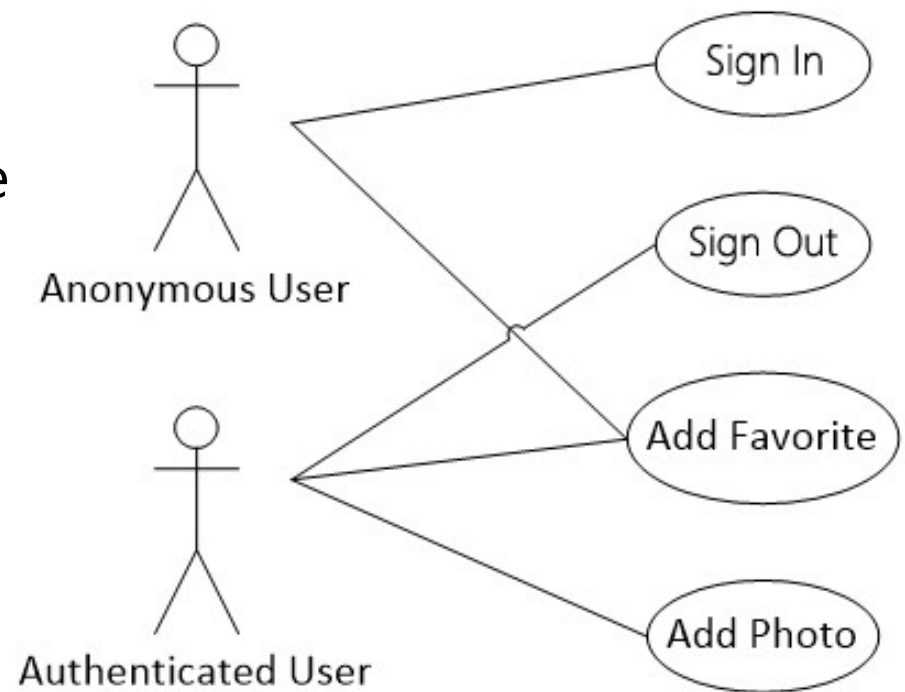 Sign In
e
Sign Out
Anonymous User
Add Favorite
Add Photo
Authenticated User